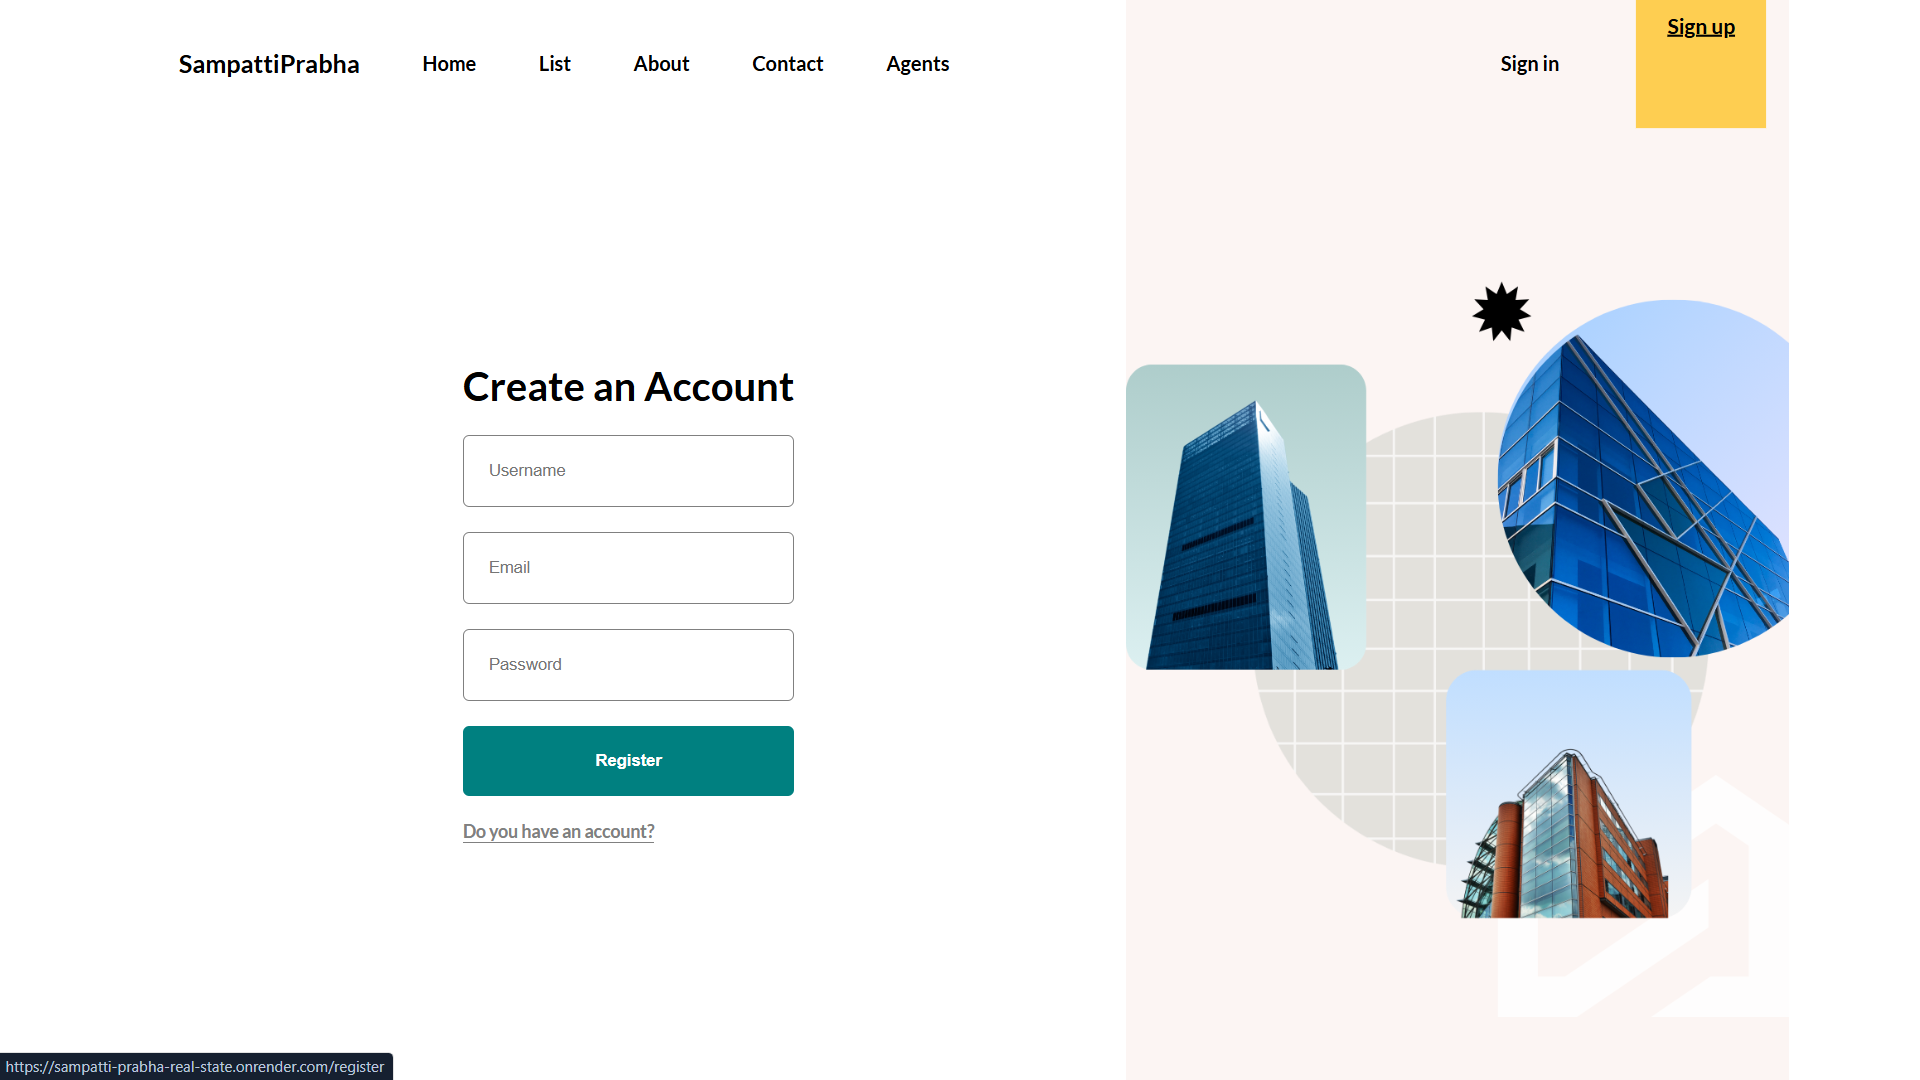 SampattiPrabha Home List About Contact Agents Sign in Sign up
Create an Account
Username
Email
Password
Register
Do you have an account?
https://sampatti-prabha-real-state.onrender.com/register